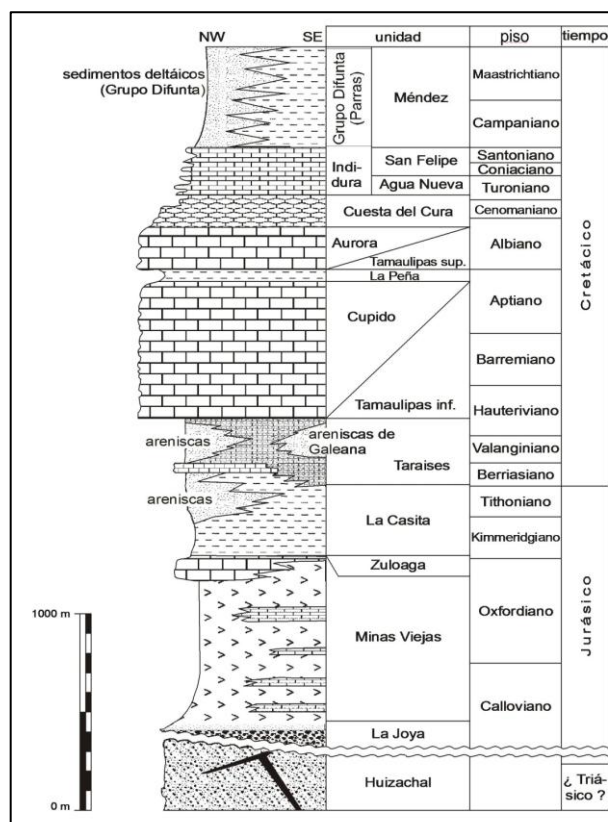 NW SE unidad piso tiempo
sedimentos deltáicos
(Grupo Difunta)
Grupo Difunta
(Parras)
Méndez
Maastrichtiano
Campaniano
Indi-
dura
San Felipe
Santoniano
Coniaciano
Agua Nueva
Turoniano
Cuesta del Cura
Cenomaniano
Aurora
Tamaulipas sup.
Albiano
La Peña
Cupido
Aptiano
Barremiano
Tamaulipas inf.
Hauteriviano
Cretácico
areniscas
areniscas de
Galeana
Taraises
Valanginiano
Berriasiano
areniscas
La Casita
Tithoniano
Kimmeridgiano
Zuloaga
Oxfordiano
Minas Viejas
Calloviano
La Joya
Jurásico
Huizachal
¿ Triá-
sico ?
1000 m
0 m